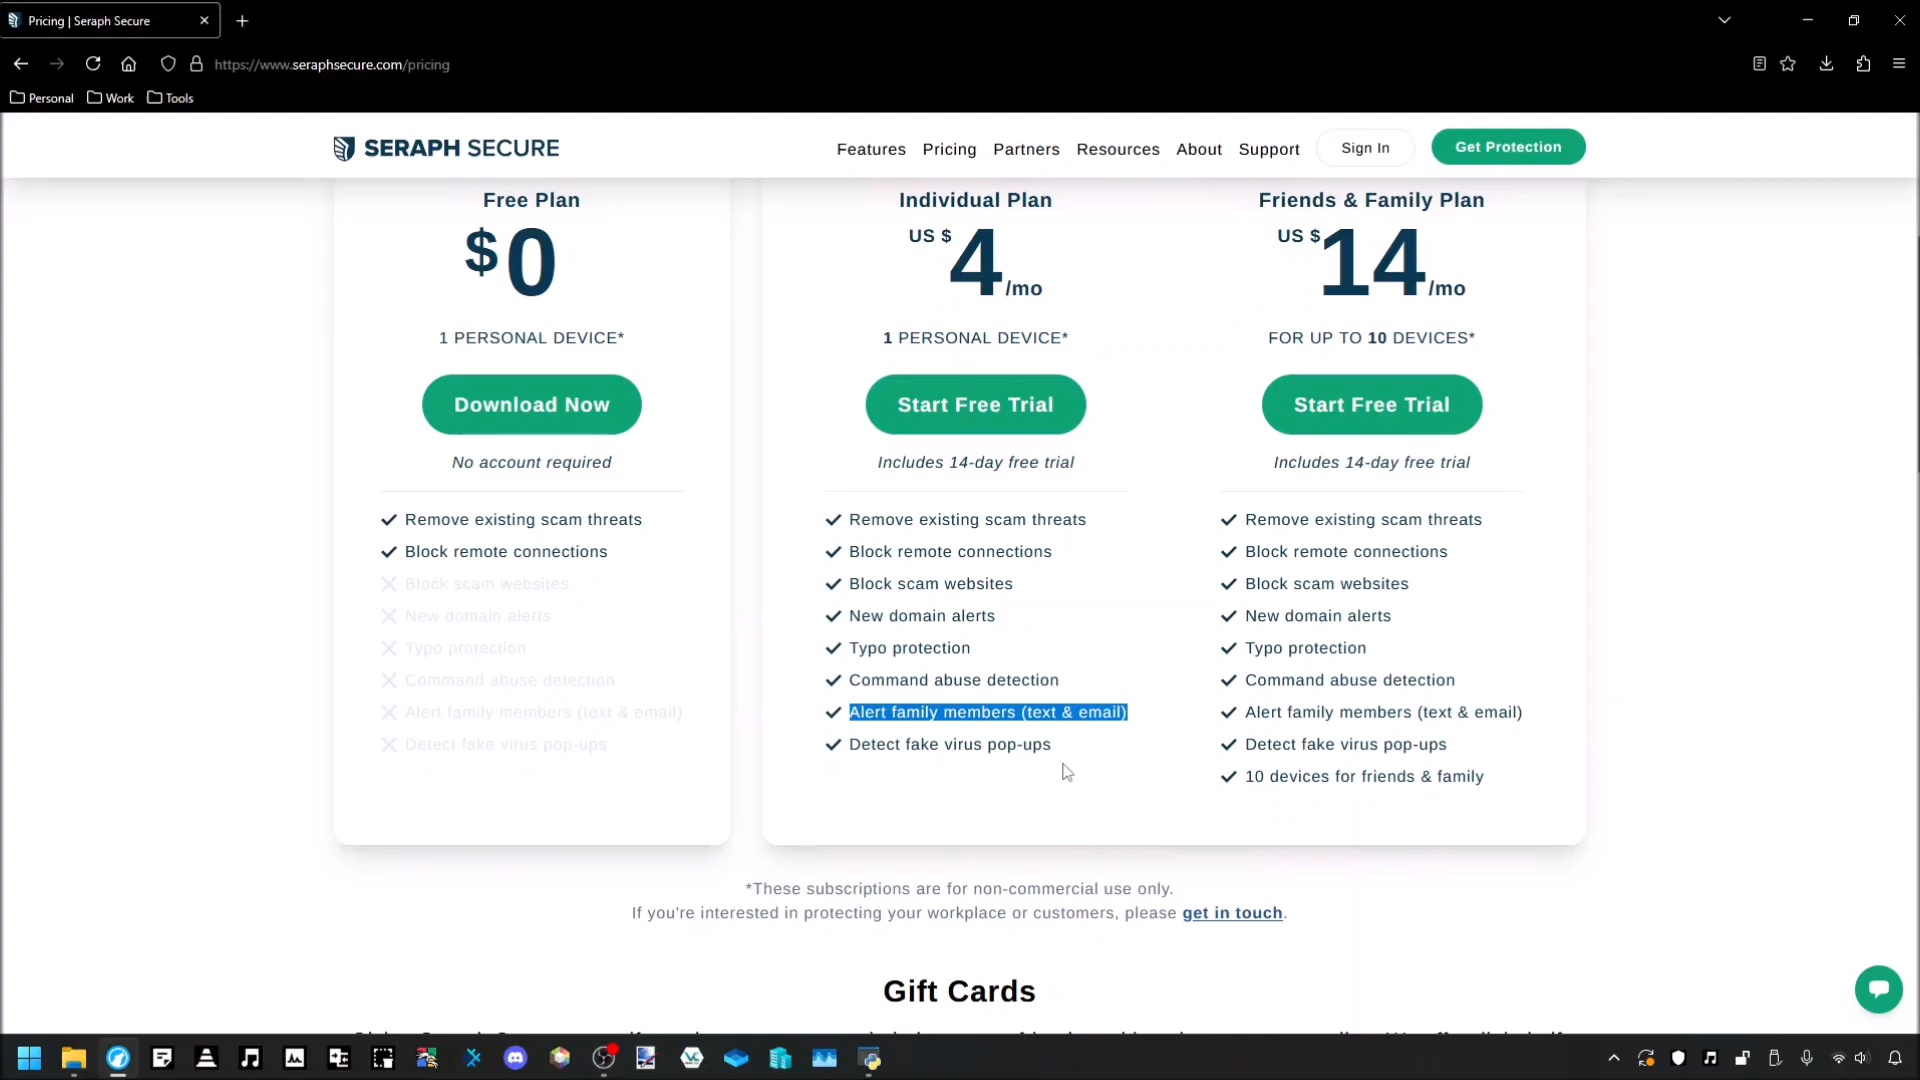 Pricing | Seraph Secure
https://www.seraphsecure.com/pricing
Personal
Work
Tools
SERAPH SECURE
Features
Pricing
Partners
Resources
About
Support
Sign In
Get Protection
Free Plan
$0
1 PERSONAL DEVICE*
Download Now
No account required
Remove existing scam threats
Block remote connections
Block scam websites
New domain alerts
Typo protection
Command abuse detection
Alert family members (text & email)
Detect fake virus pop-ups
Individual Plan
US $4/mo
1 PERSONAL DEVICE*
Start Free Trial
Includes 14-day free trial
Remove existing scam threats
Block remote connections
Block scam websites
New domain alerts
Typo protection
Command abuse detection
Alert family members (text & email)
Detect fake virus pop-ups
Friends & Family Plan
US $14/mo
FOR UP TO 10 DEVICES*
Start Free Trial
Includes 14-day free trial
Remove existing scam threats
Block remote connections
Block scam websites
New domain alerts
Typo protection
Command abuse detection
Alert family members (text & email)
Detect fake virus pop-ups
10 devices for friends & family
*These subscriptions are for non-commercial use only.
If you're interested in protecting your workplace or customers, please get in touch.
Gift Cards